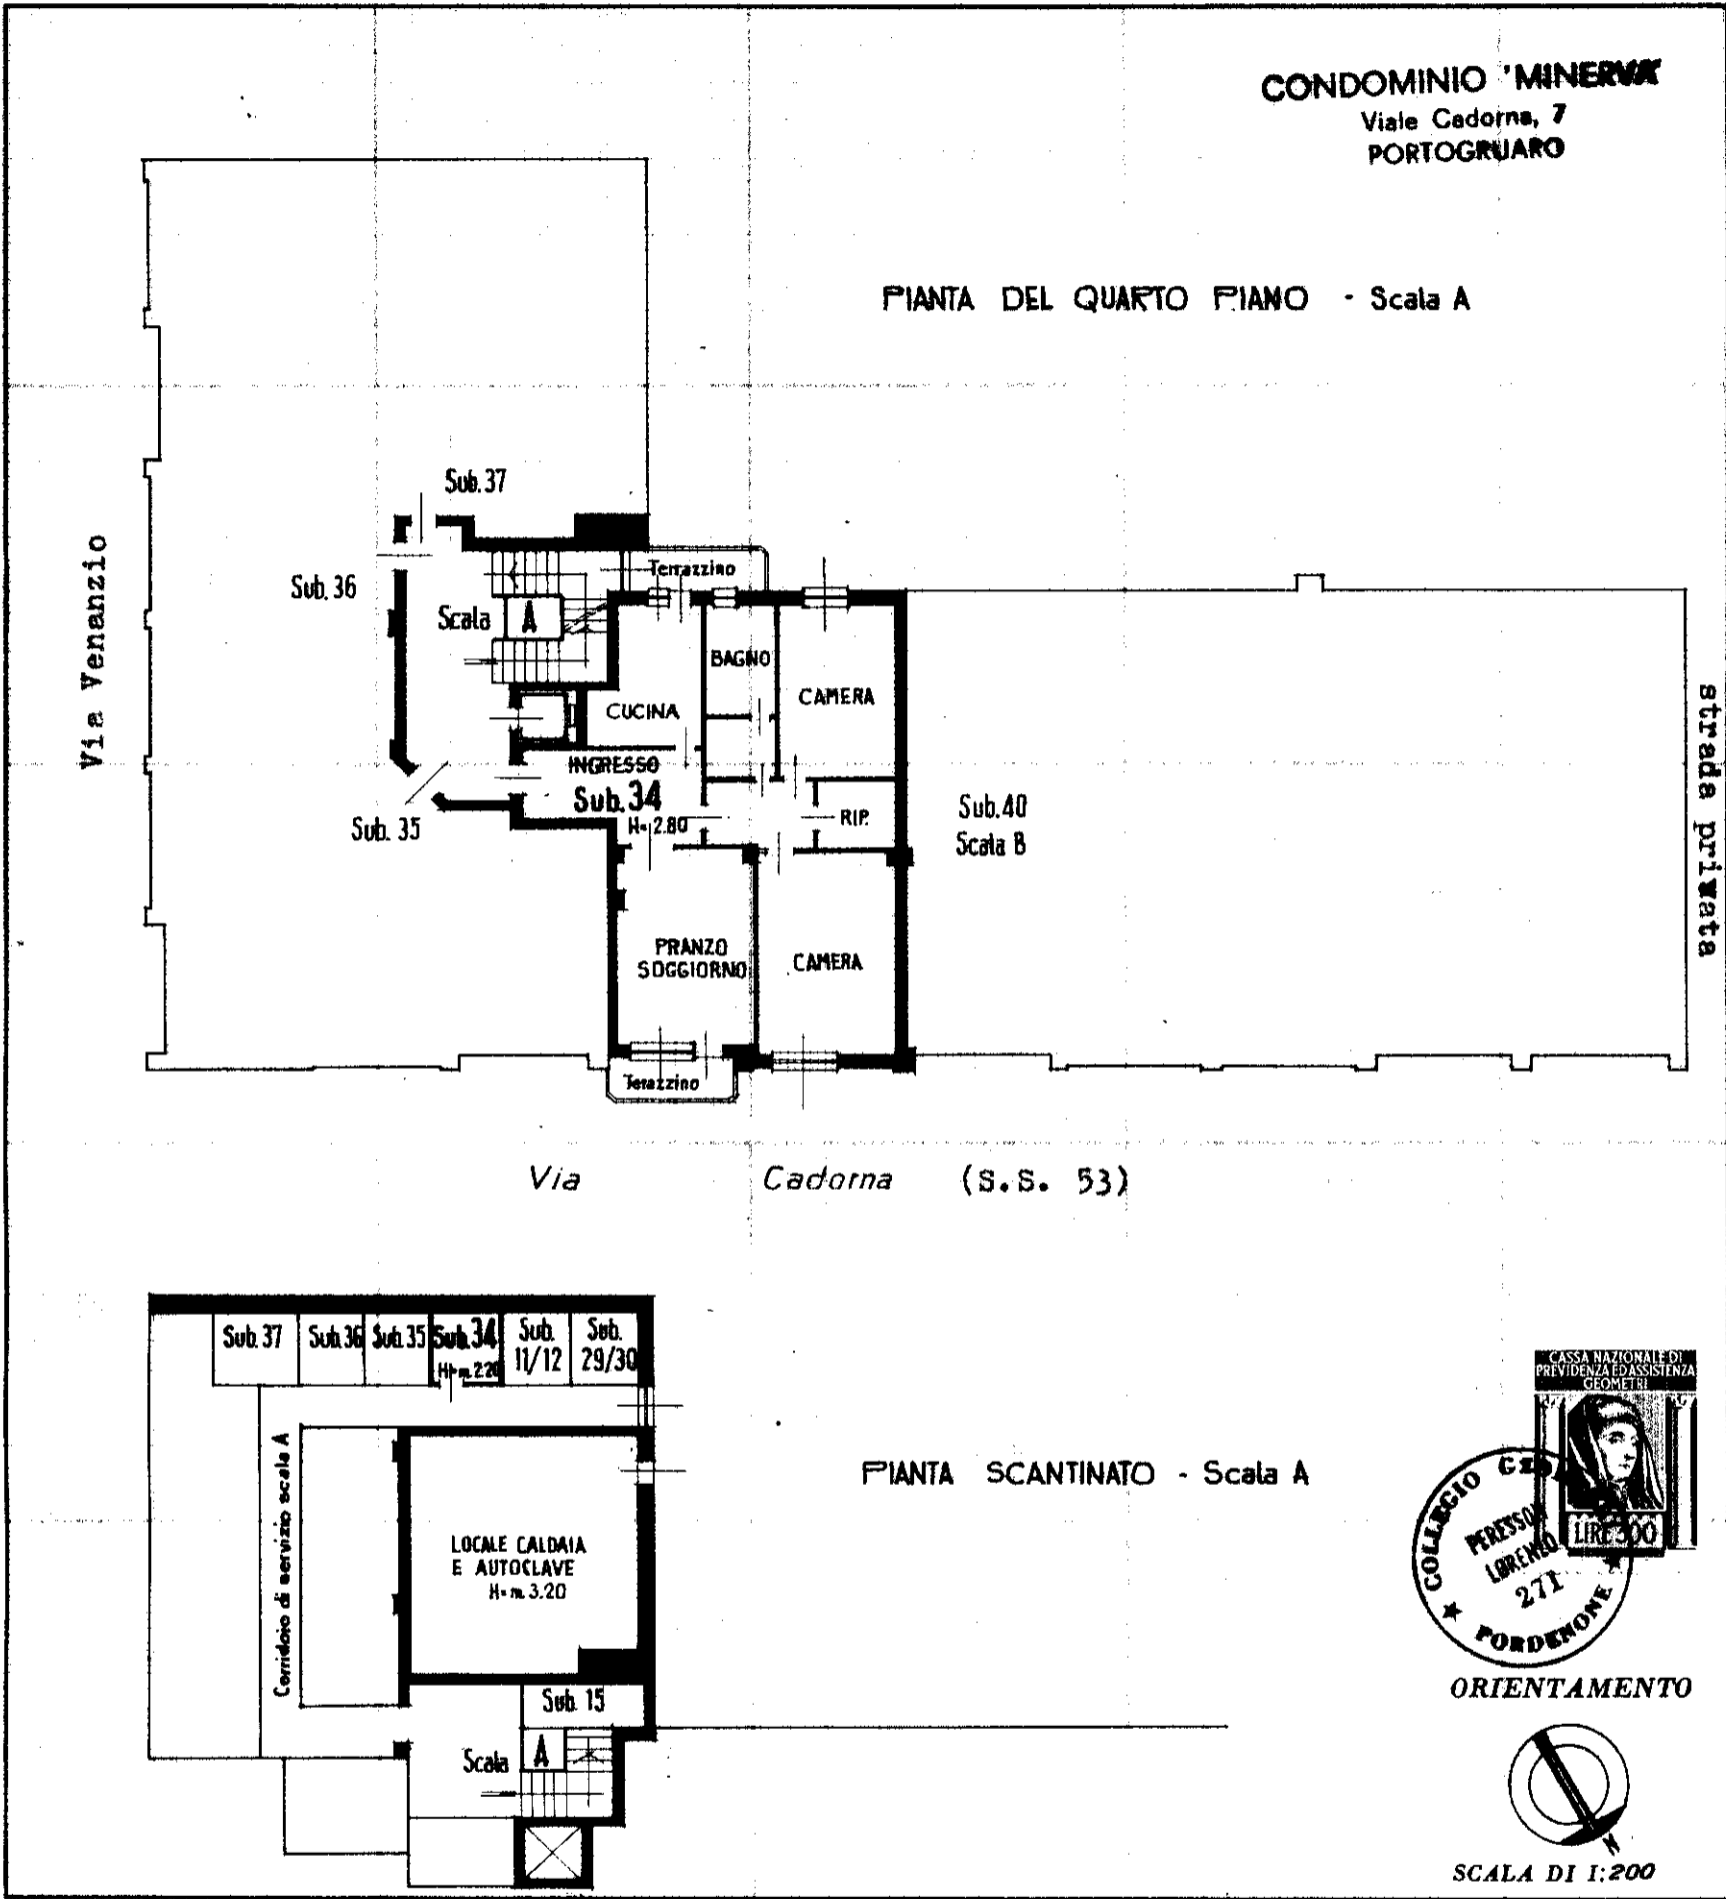 CONDOMINIO 'MINERVA'
Viale Cadorna, 7
PORTOGRUARO
PIANTA DEL QUARTO PIANO - Scala A
Sub. 37
Sub. 36
Via Venanzio
Terrazzino
Scala A
BAGNO
CAMERA
CUCINA
INGRESSO
Sub. 34
H= 2.80
Sub. 35
RIP.
Sub. 40
Scala B
strada privata
PRANZO
SOGGIORNO
CAMERA
Terazzino
Via Cadorna (S.S. 53)
Sub. 37
Sub. 36
Sub. 35
Sub. 34
H= m. 2.20
Sub.
11/12
Sub.
29/30
Corridoio di servizio scala A
LOCALE CALDAIA
E AUTOCLAVE
H= m. 3.20
PIANTA SCANTINATO - Scala A
Sub. 15
Scala A
CASSA NAZIONALE DI
PREVIDENZA ED ASSISTENZA
GEOMETRI
LIRE 300
COLLEGIO
PERESSON
LORENZO
271
PORDENONE
ORIENTAMENTO
N
SCALA DI 1:200